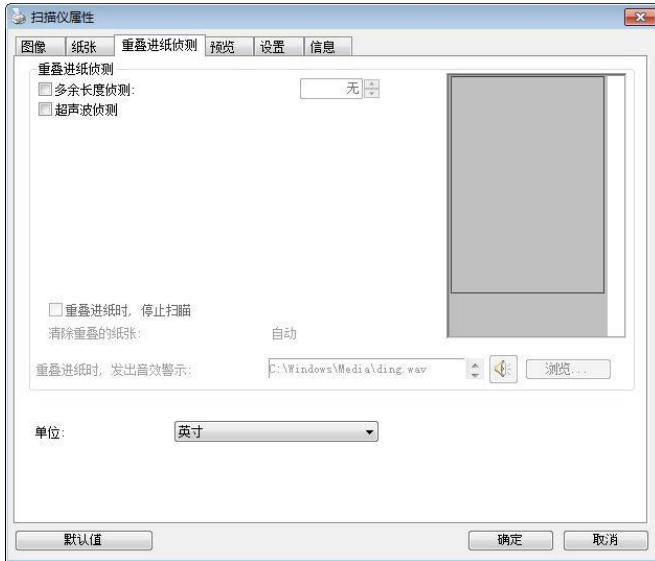 扫描仪属性
图像 纸张 重叠进纸侦测 预览 设置 信息
重叠进纸侦测
多余长度侦测: 无
超声波侦测
重叠进纸时, 停止扫瞄
清除重叠的纸张: 自动
重叠进纸时, 发出音效警示: C:\Windows\Media\ding.wav 浏览...
单位: 英寸
默认值 确定 取消